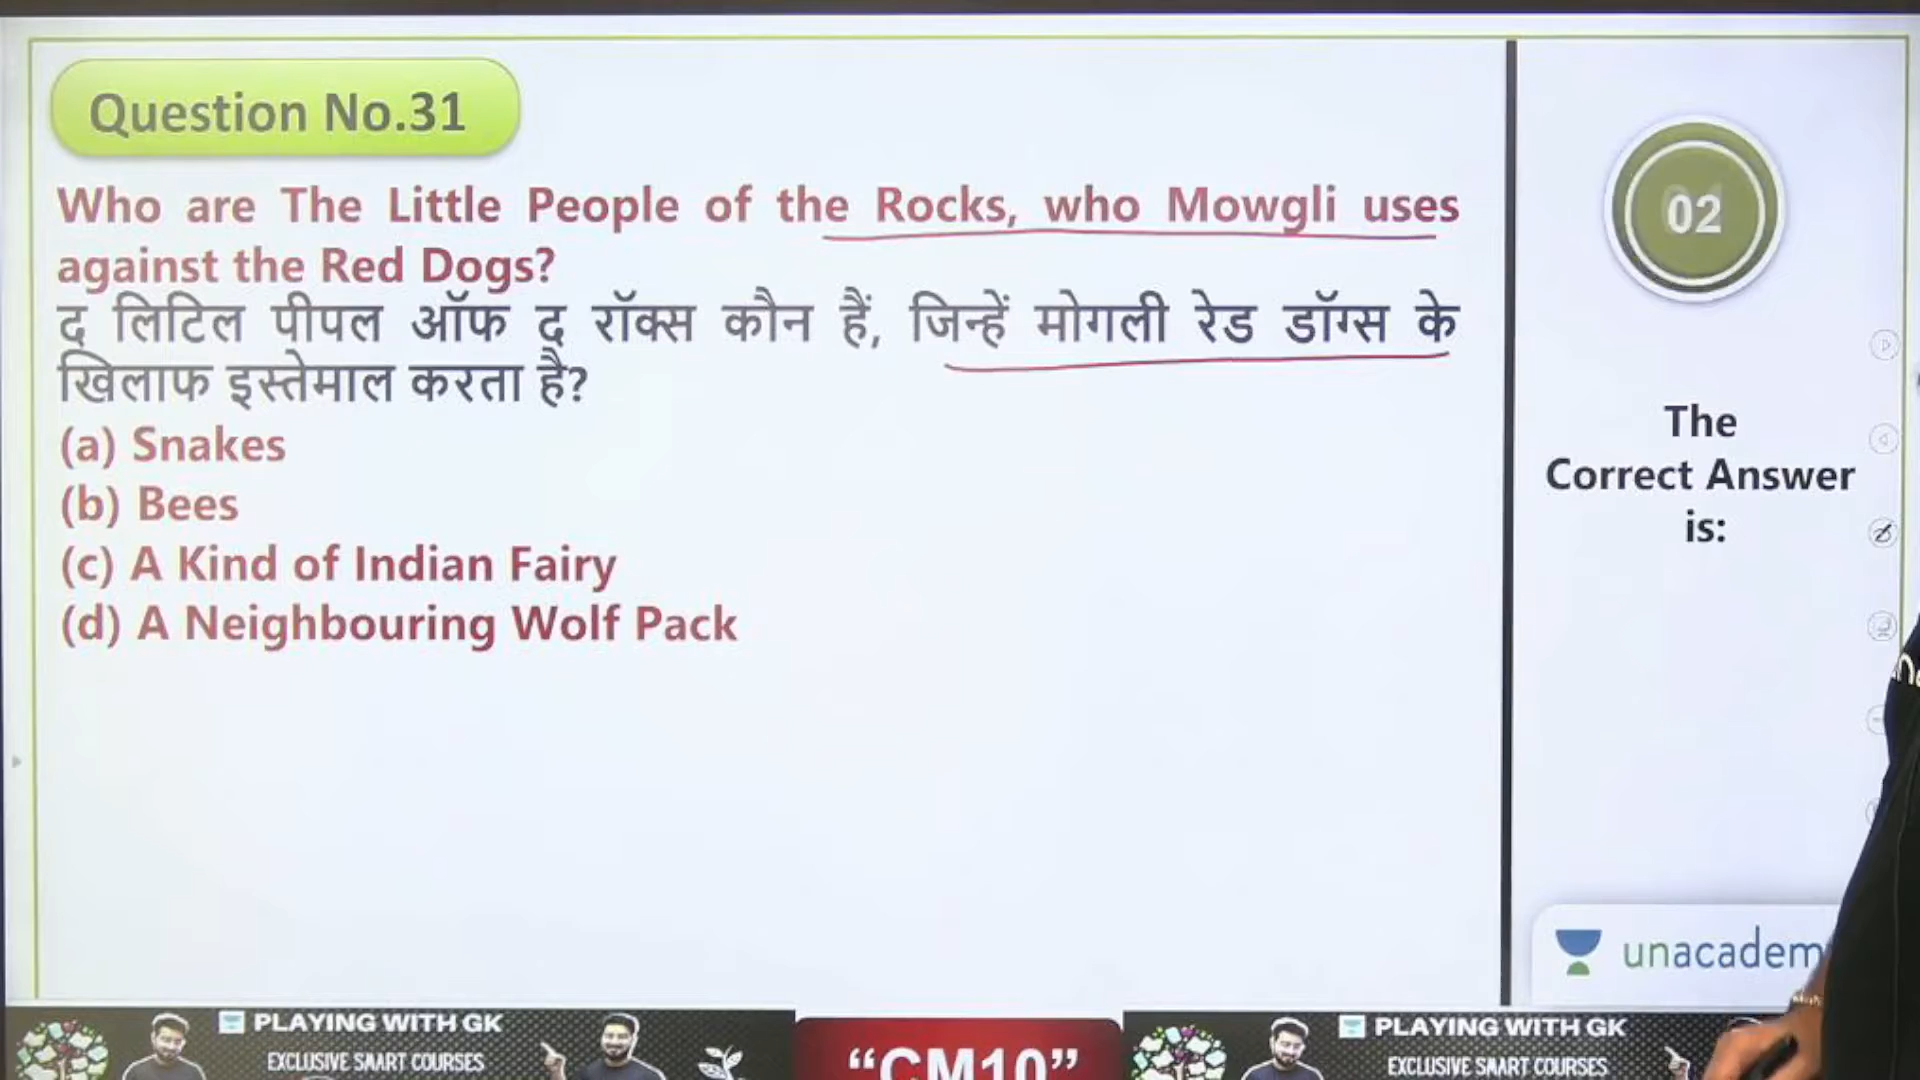 Question No.31
Who are The Little People of the Rocks, who Mowgli uses
against the Red Dogs?
द लिटिल पीपल ऑफ द रॉक्स कौन हैं, जिन्हें मोगली रेड डॉग्स के
खिलाफ इस्तेमाल करता है?
(a) Snakes
(b) Bees
(c) A Kind of Indian Fairy
(d) A Neighbouring Wolf Pack
02
The
Correct Answer
is:
unacadem
PLAYING WITH GK
EXCLUSIVE SMART COURSES
"CM10"
PLAYING WITH GK
EXCLUSIVE SMART COURSES